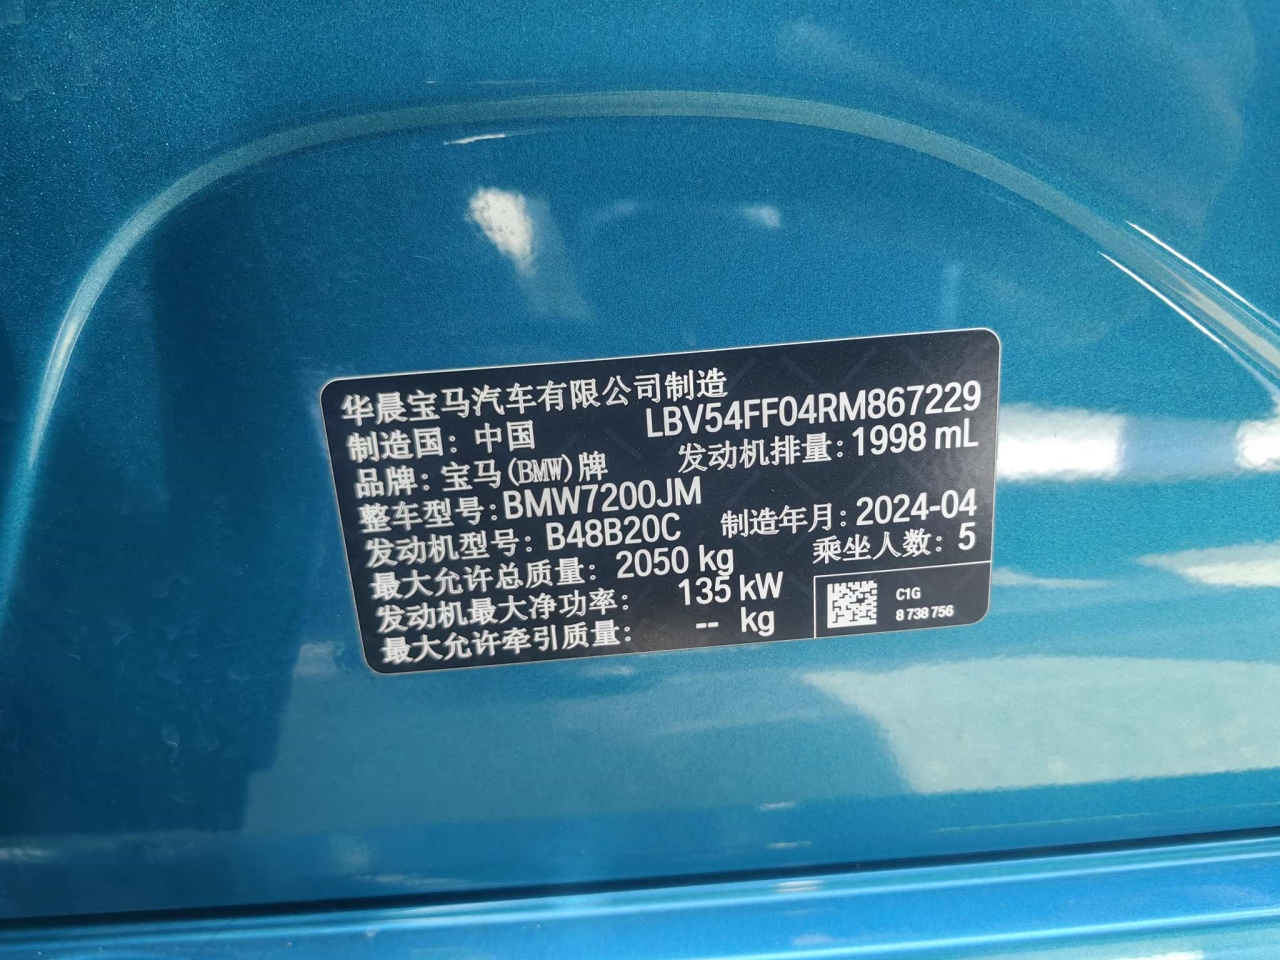 华晨宝马汽车有限公司制造
制造国：中国 LBV54FF04RM867229
品牌：宝马(BMW)牌 发动机排量：1998 mL
整车型号：BMW7200JM
发动机型号：B48B20C 制造年月：2024-04
最大允许总质量：2050 kg 乘坐人数：5
发动机最大净功率：135 kW
最大允许牵引质量：-- kg
C1G
8 738 756